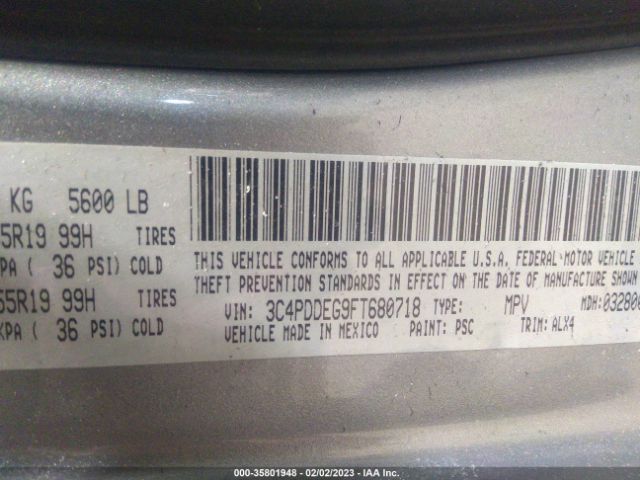 KG 5600 LB
5R19 99H TIRES
PA ( 36 PSI) COLD
55R19 99H TIRES
KPA ( 36 PSI) COLD
THIS VEHICLE CONFORMS TO ALL APPLICABLE U.S.A. FEDERAL MOTOR VEHICLE
THEFT PREVENTION STANDARDS IN EFFECT ON THE DATE OF MANUFACTURE SHOWN
VIN: 3C4PDDEG9FT680718 TYPE: MPV MDH: 03280
VEHICLE MADE IN MEXICO PAINT: PSC TRIM: ALX4
000-35801948 | 02/02/2023 © IAA Inc.